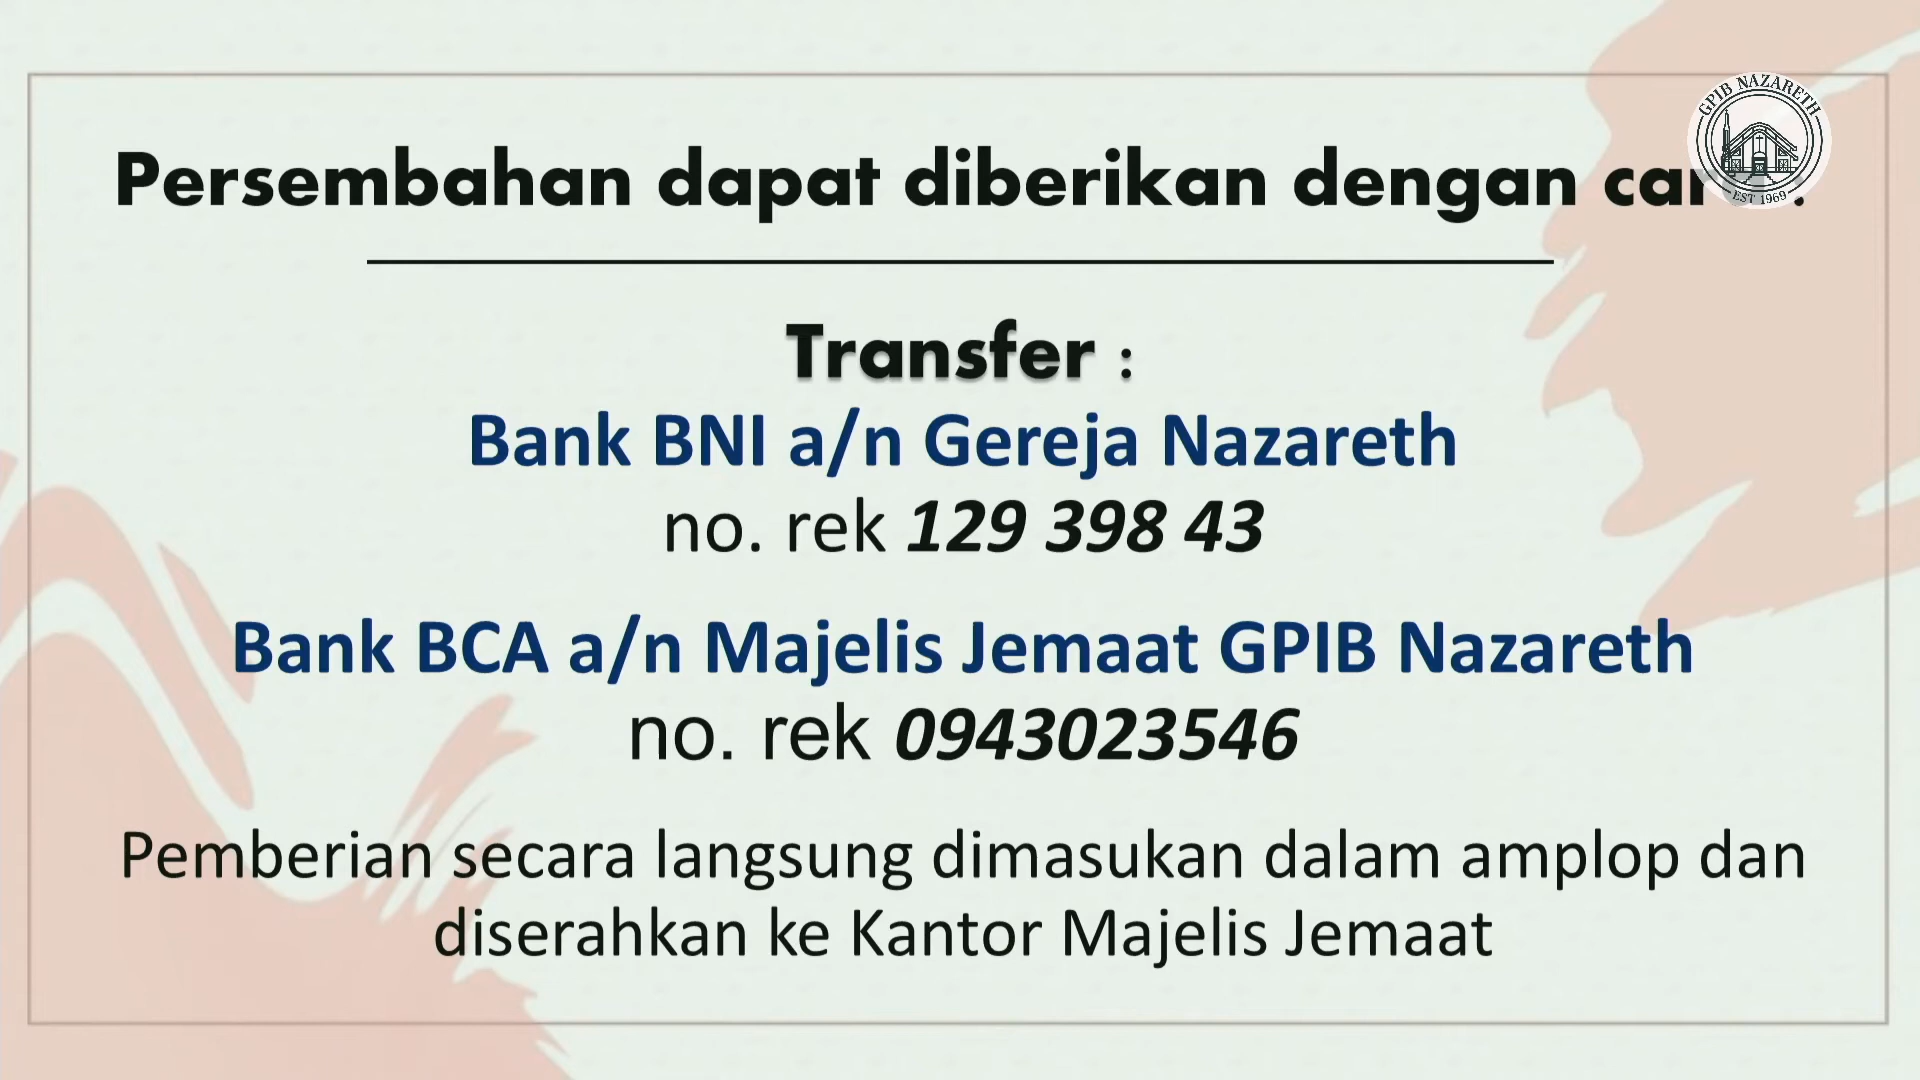 GPIB NAZARETH
EST 1969
Persembahan dapat diberikan dengan :
Transfer :
Bank BNI a/n Gereja Nazareth
no. rek 129 398 43
Bank BCA a/n Majelis Jemaat GPIB Nazareth
no. rek 0943023546
Pemberian secara langsung dimasukan dalam amplop dan
diserahkan ke Kantor Majelis Jemaat